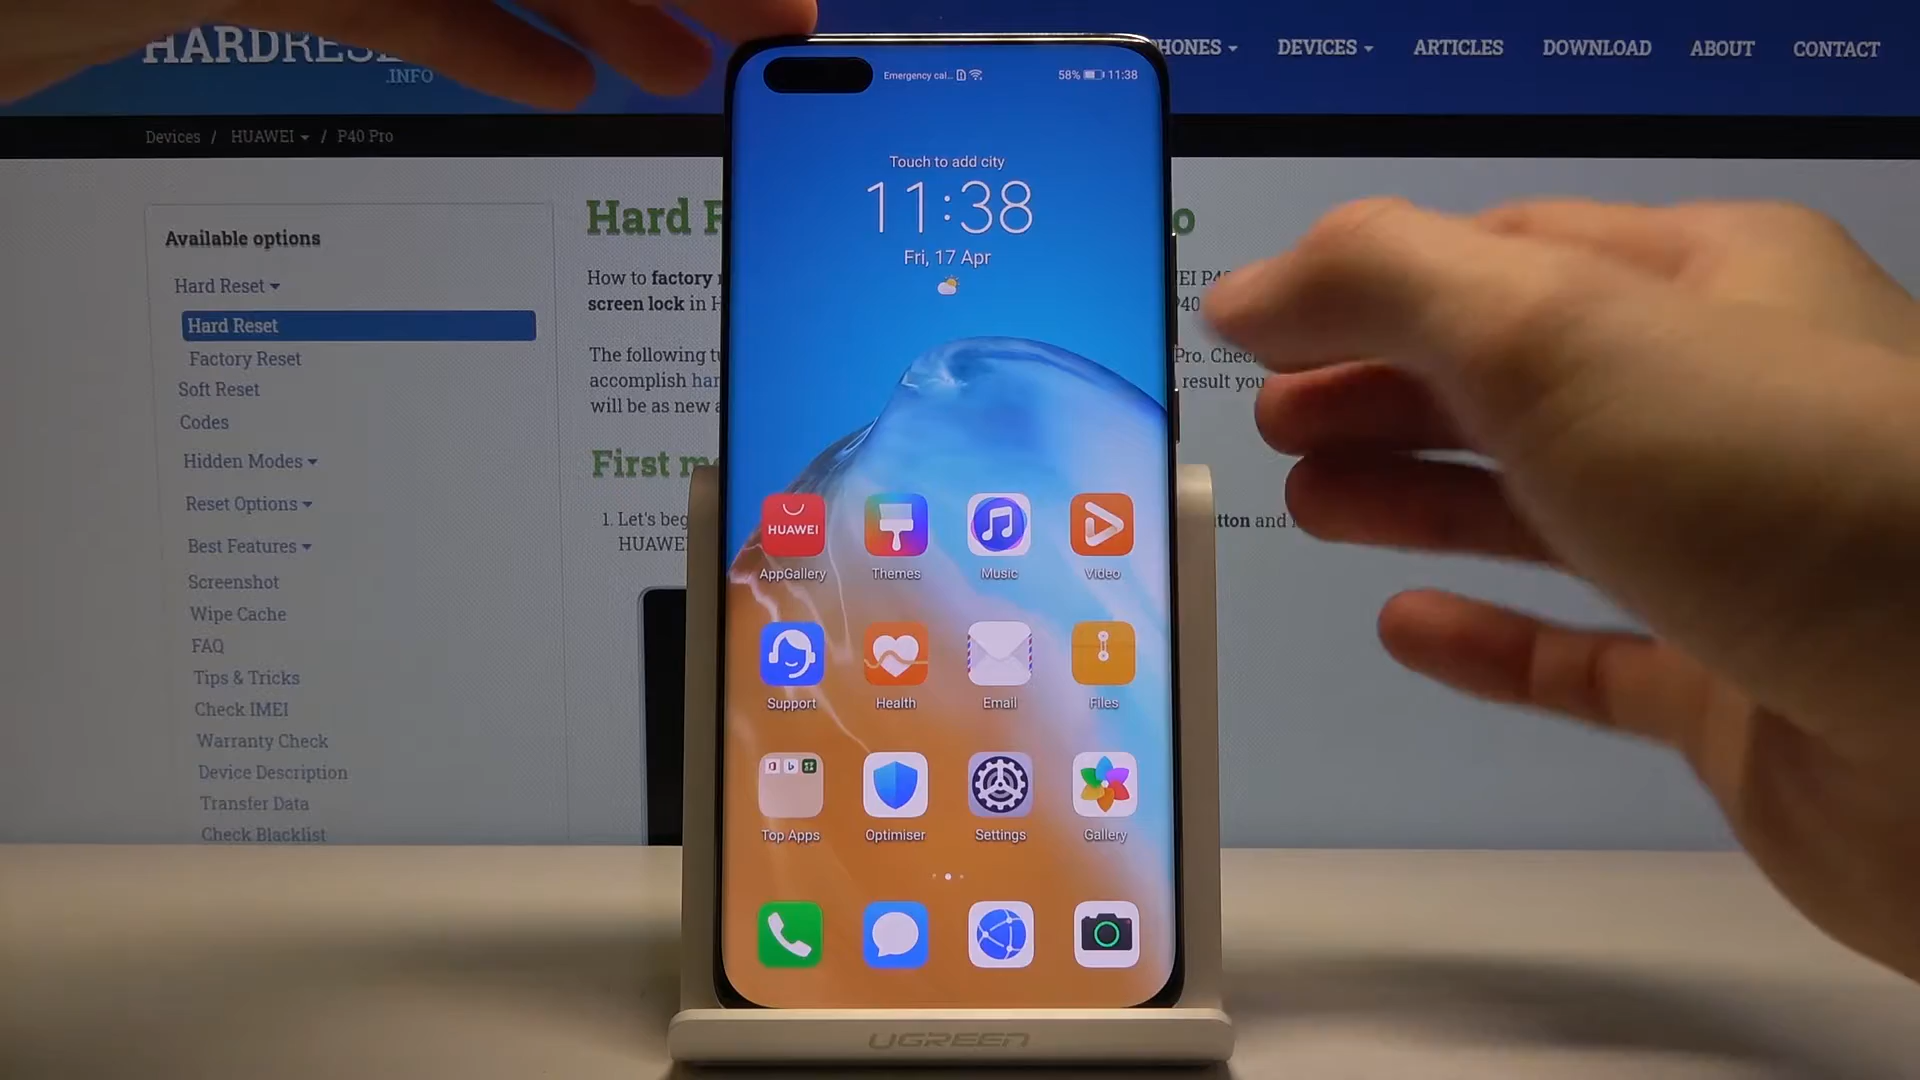 HARDRESE
.INFO
PHONES
DEVICES
ARTICLES
DOWNLOAD
ABOUT
CONTACT
Devices / HUAWEI / P40 Pro
Available options
Hard Reset
Hard Reset
Factory Reset
Soft Reset
Codes
Hidden Modes
Reset Options
Best Features
Screenshot
Wipe Cache
FAQ
Tips & Tricks
Check IMEI
Warranty Check
Device Description
Transfer Data
Check Blacklist
Hard
How to factory
screen lock in
The following
accomplish
will be as new
Pro. Chec
result you
First
1. Let's beg
HUAWEI
tton and
Emergency cal...
58% 11:38
Touch to add city
11:38
Fri, 17 Apr
HUAWEI
AppGallery
Themes
Music
Video
Support
Health
Email
Files
Top Apps
Optimiser
Settings
Gallery
UGREEN